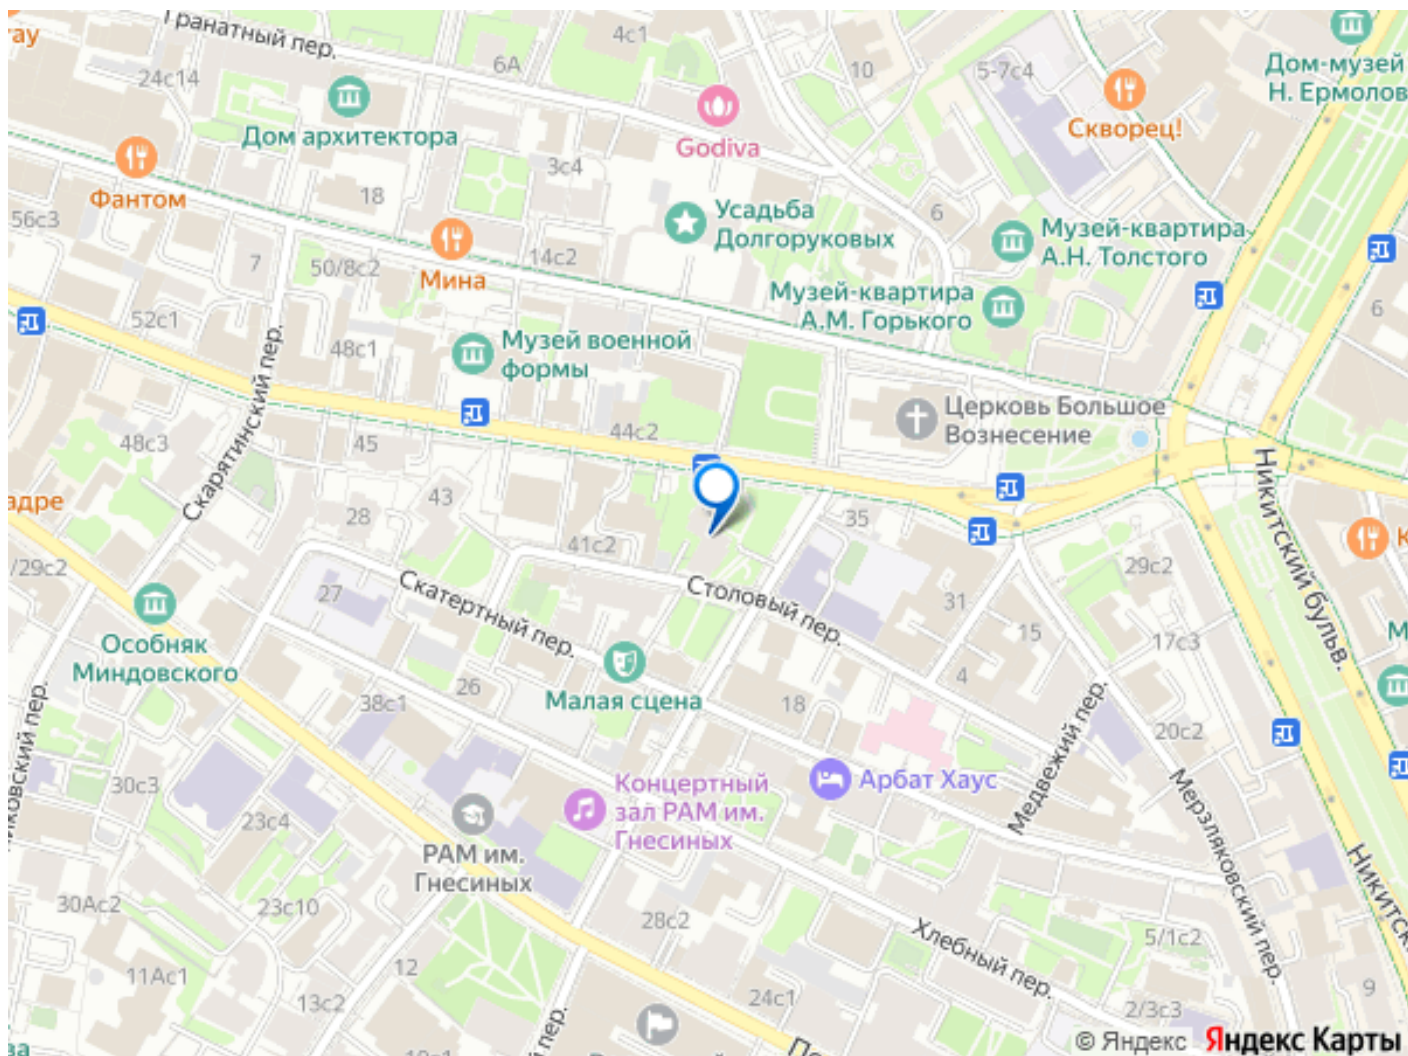 Гранатный пер.
4с1
24с14
6А
10
5-7с4
Дом-музей
Н. Ермолов
Скворец!
Дом архитектора
Godiva
Фантом
3с4
18
56с3
Усадьба
Долгоруковых
6
Музей-квартира
А.Н. Толстого
7
50/8с2
Мина
14с2
Музей-квартира
А.М. Горького
6
52с1
48с1
Музей военной
формы
Скарятинский пер.
Церковь Большое
Вознесение
48с3
45
44с2
адре
43
28
35
Никитский бульв.
К
/29с2
41с2
29с2
27
Скатертный пер.
Столовый пер.
31
15
17с3
Особняк
Миндовского
М
26
Малая сцена
4
38с1
18
20с2
иковский пер.
Медвежий пер.
30с3
Концертный
зал РАМ им.
Гнесиных
Арбат Хаус
Мерзляковский пер.
23с4
РАМ им.
Гнесиных
Никитск
30Ас2
23с10
28с2
Хлебный пер.
5/1с2
11Ас1
12
13с2
24с1
2/3с3
9
пер.
По
ва
© Яндекс Яндекс Карты